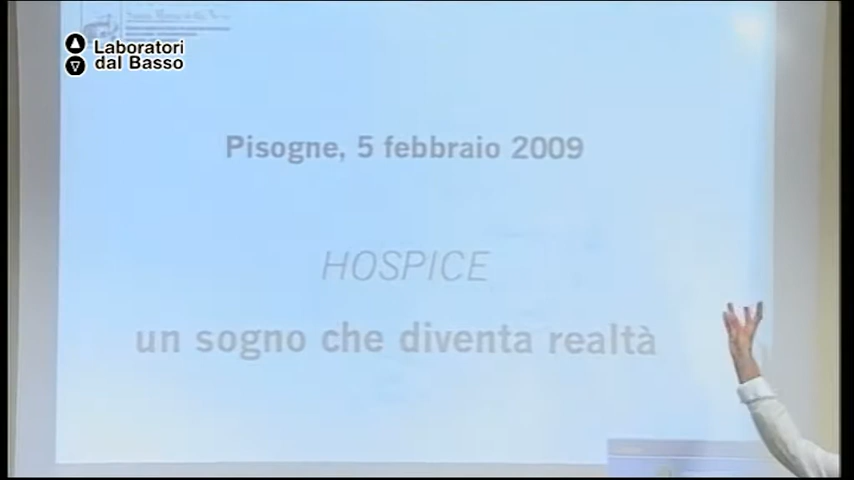 Laboratori
dal Basso
Pisogne, 5 febbraio 2009
HOSPICE
un sogno che diventa realtà